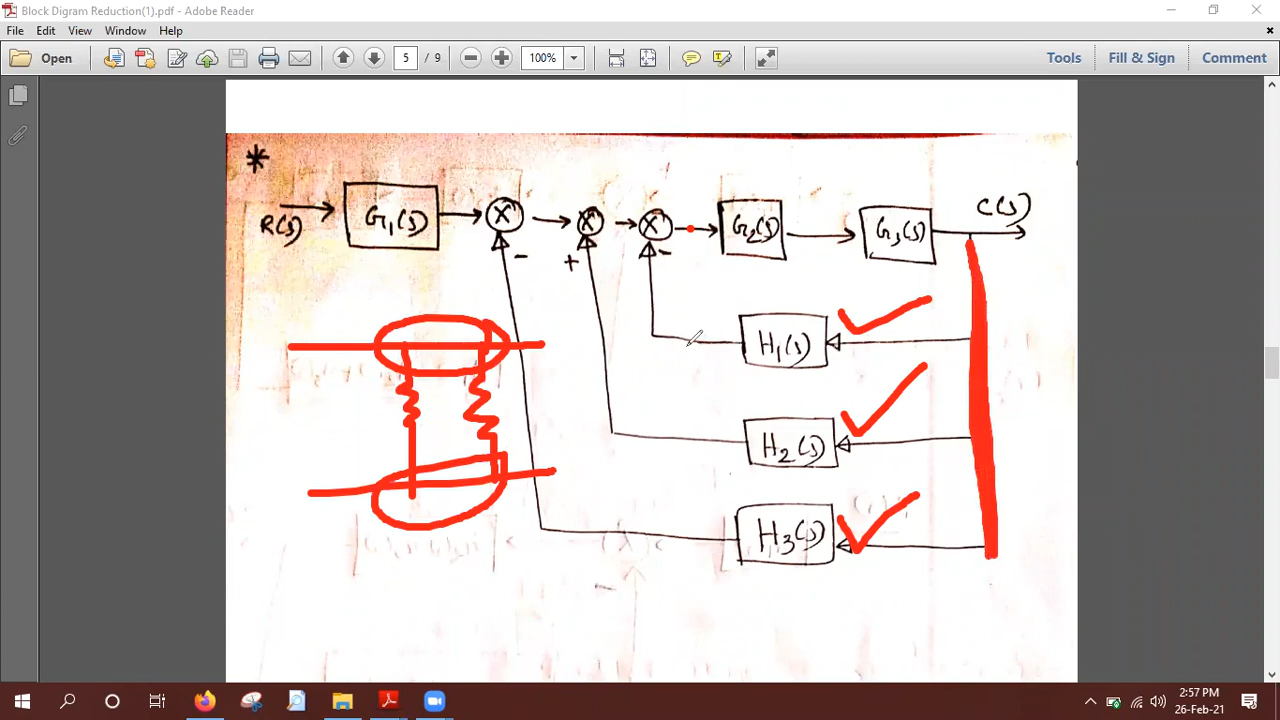 Block Digram Reduction(1).pdf - Adobe Reader
File Edit View Window Help
Open
5 / 9
100%
Tools
Fill & Sign
Comment
*
R(s)
G₁(s)
X
X
X
G₂(s)
G₃(s)
C(s)
-
+
-
H₁(s)
H₂(s)
H₃(s)
2:57 PM
26-Feb-21